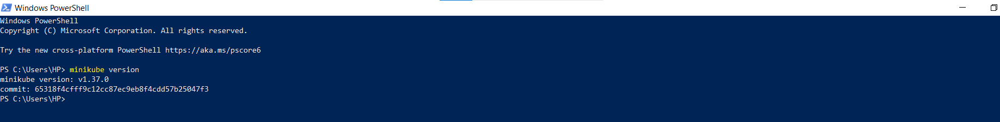 Windows PowerShell
Windows PowerShell
Copyright (C) Microsoft Corporation. All rights reserved.
Try the new cross-platform PowerShell https://aka.ms/pscore6
PS C:\Users\HP> minikube version
minikube version: v1.37.0
commit: 65318f4cfff9c12cc87ec9eb8f4cdd57b25047f3
PS C:\Users\HP>